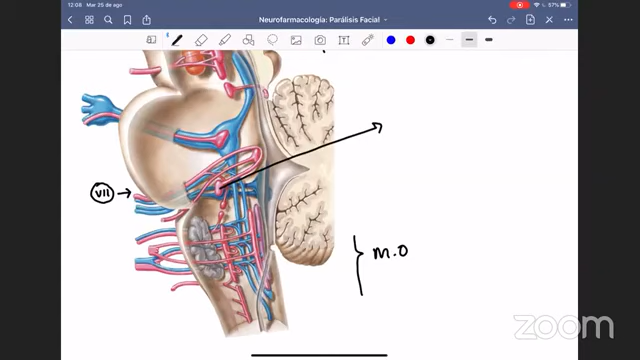 12:08 Mar 25 de ago
57%
Neurofarmacología: Parálisis Facial
T
VII
M.O
zoom